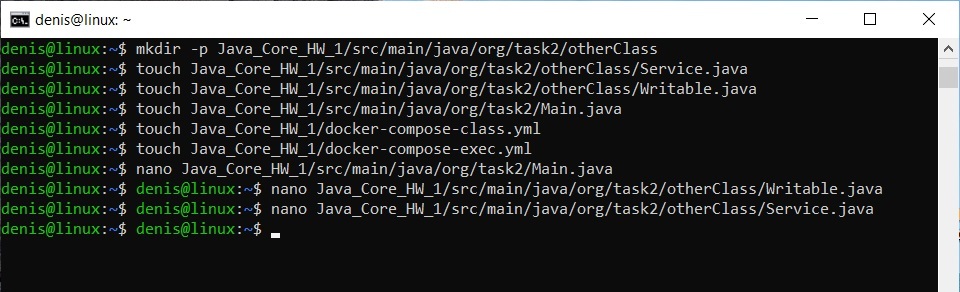 denis@linux: ~
denis@linux:~$ mkdir -p Java_Core_HW_1/src/main/java/org/task2/otherClass
denis@linux:~$ touch Java_Core_HW_1/src/main/java/org/task2/otherClass/Service.java
denis@linux:~$ touch Java_Core_HW_1/src/main/java/org/task2/otherClass/Writable.java
denis@linux:~$ touch Java_Core_HW_1/src/main/java/org/task2/Main.java
denis@linux:~$ touch Java_Core_HW_1/docker-compose-class.yml
denis@linux:~$ touch Java_Core_HW_1/docker-compose-exec.yml
denis@linux:~$ nano Java_Core_HW_1/src/main/java/org/task2/Main.java
denis@linux:~$ denis@linux:~$ nano Java_Core_HW_1/src/main/java/org/task2/otherClass/Writable.java
denis@linux:~$ denis@linux:~$ nano Java_Core_HW_1/src/main/java/org/task2/otherClass/Service.java
denis@linux:~$ denis@linux:~$